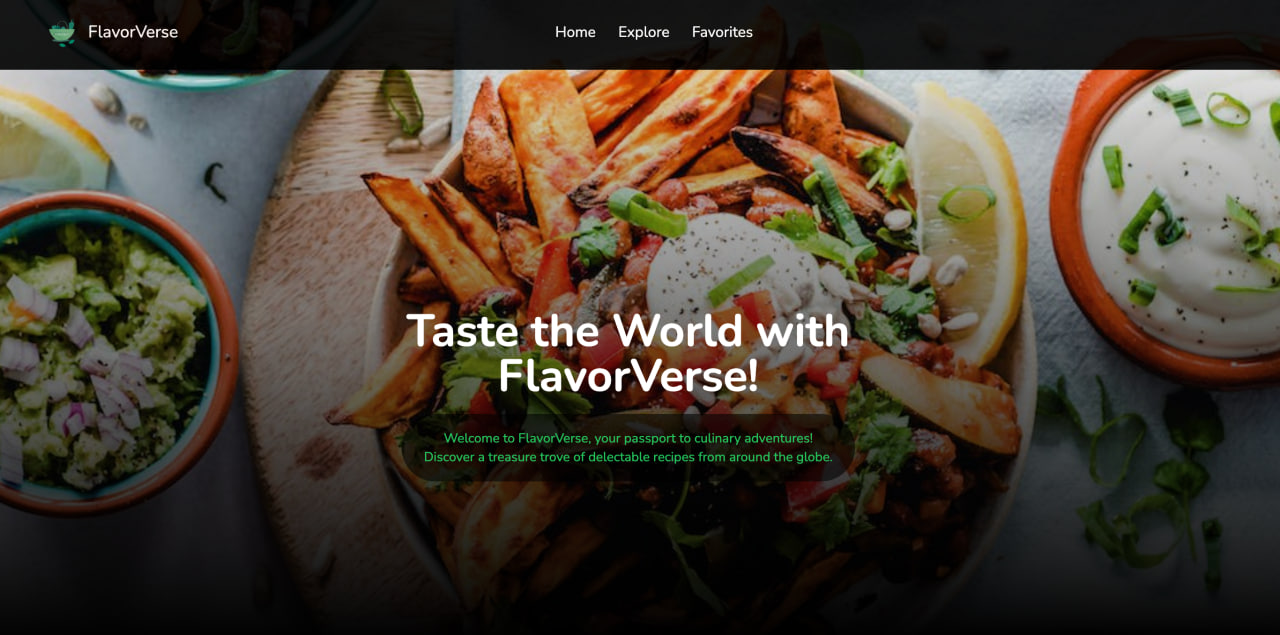 FlavorVerse
Home Explore Favorites
Taste the World with
FlavorVerse!
Welcome to FlavorVerse, your passport to culinary adventures!
Discover a treasure trove of delectable recipes from around the globe.